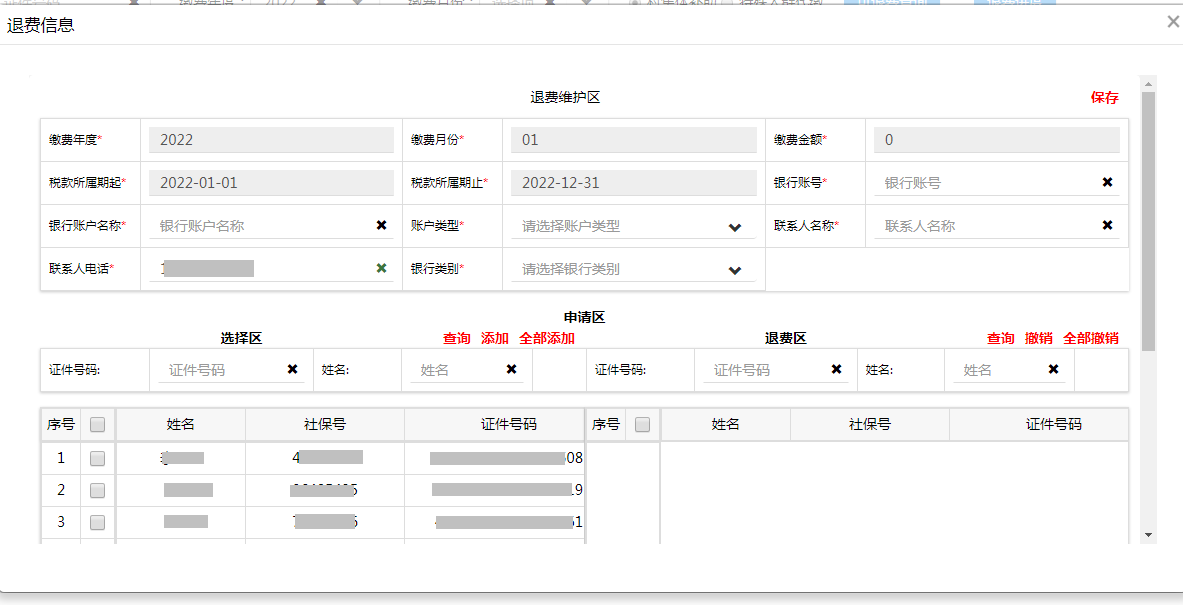 退费信息
退费维护区 保存
缴费年度* 2022 缴费月份* 01 缴费金额* 0
税款所属期起* 2022-01-01 税款所属期止* 2022-12-31 银行账号* 银行账号
银行账户名称* 银行账户名称 账户类型* 请选择账户类型 联系人名称* 联系人名称
联系人电话* 银行类别* 请选择银行类别
申请区
选择区 查询 添加 全部添加 退费区 查询 撤销 全部撤销
证件号码: 证件号码 姓名: 姓名 证件号码: 证件号码 姓名: 姓名
序号 姓名 社保号 证件号码 序号 姓名 社保号 证件号码
1 4 08
2 9
3 1